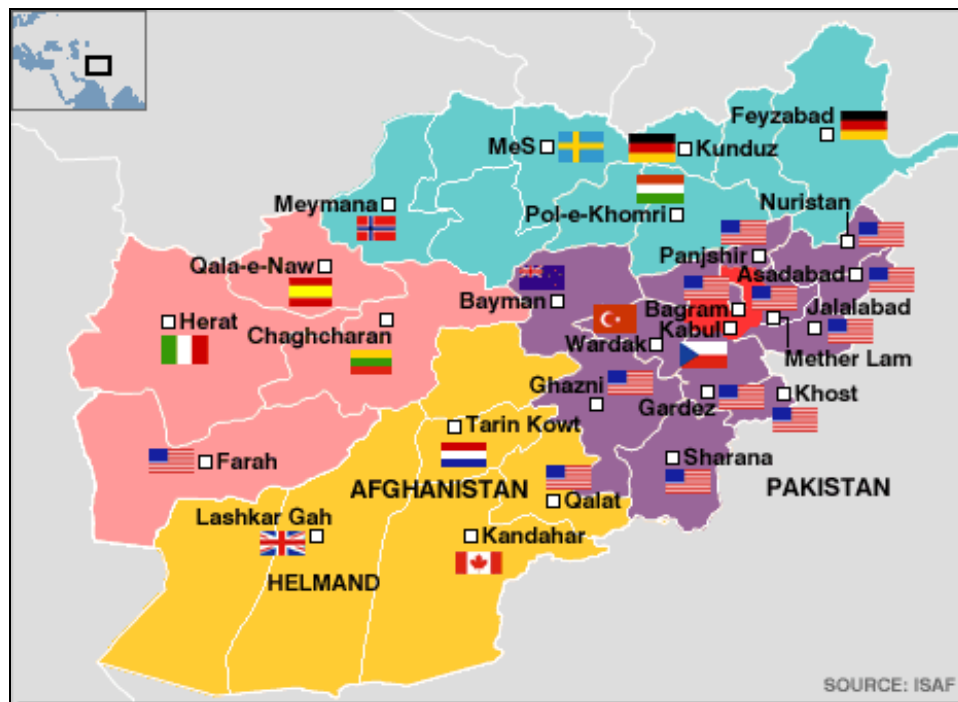 Feyzabad
MeS
Kunduz
Nuristan
Meymana
Pol-e-Khomri
Panjshir
Qala-e-Naw
Asadabad
Bayman
Bagram
Jalalabad
Herat
Chaghcharan
Kabul
Wardak
Mether Lam
Ghazni
Gardez
Khost
Tarin Kowt
Farah
Sharana
AFGHANISTAN
PAKISTAN
Qalat
Lashkar Gah
Kandahar
HELMAND
SOURCE: ISAF